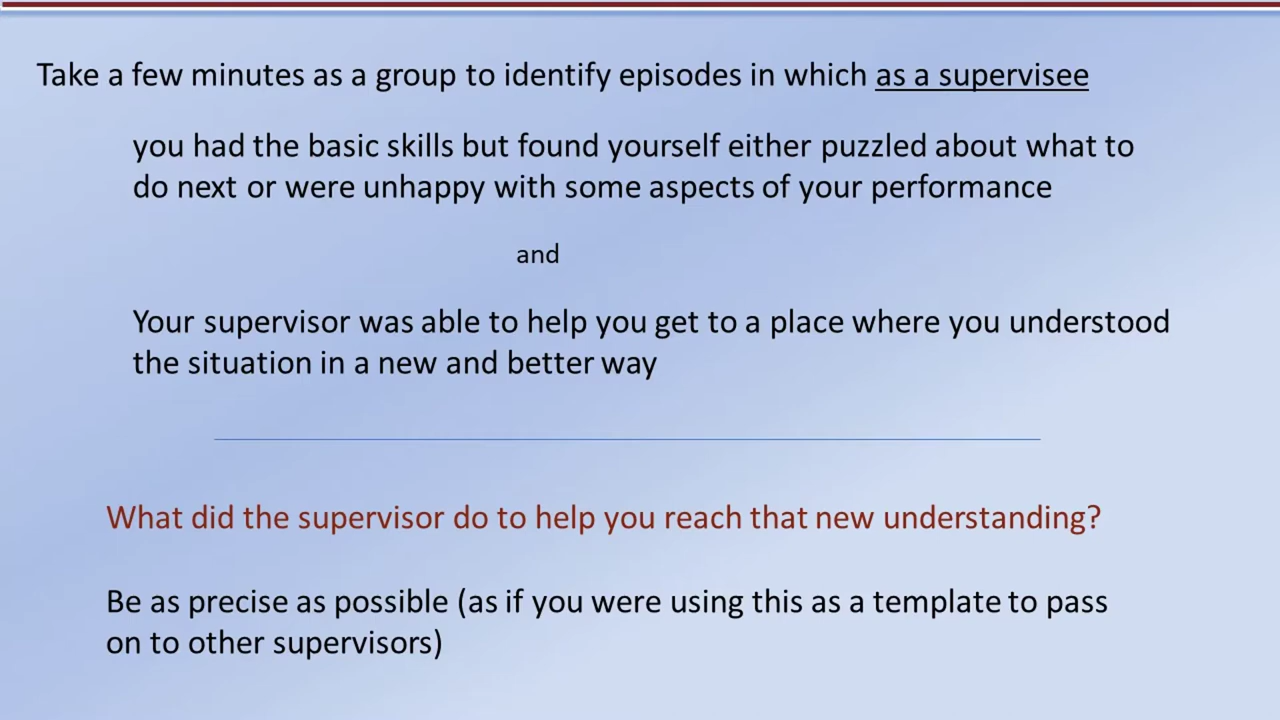 Take a few minutes as a group to identify episodes in which as a supervisee
you had the basic skills but found yourself either puzzled about what to
do next or were unhappy with some aspects of your performance
and
Your supervisor was able to help you get to a place where you understood
the situation in a new and better way
What did the supervisor do to help you reach that new understanding?
Be as precise as possible (as if you were using this as a template to pass
on to other supervisors)